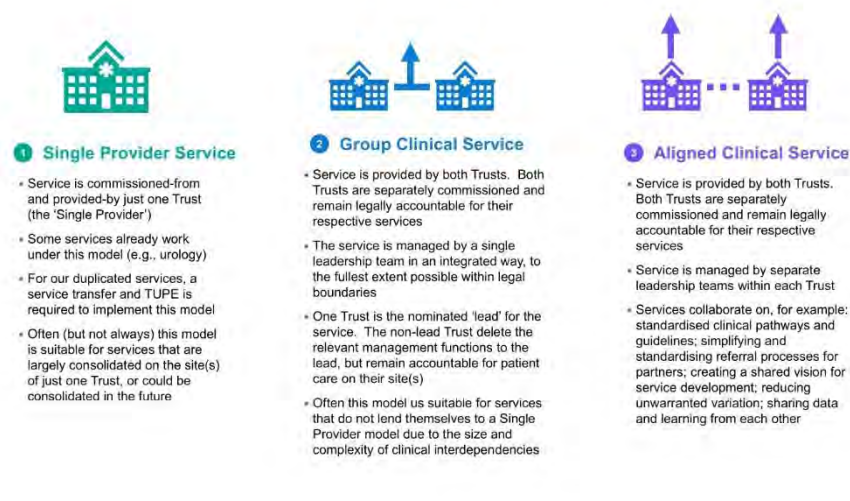 1 Single Provider Service
• Service is commissioned-from
and provided-by just one Trust
(the ‘Single Provider’)
• Some services already work
under this model (e.g., urology)
• For our duplicated services, a
service transfer and TUPE is
required to implement this model
• Often (but not always) this model
is suitable for services that are
largely consolidated on the site(s)
of just one Trust, or could be
consolidated in the future
2 Group Clinical Service
• Service is provided by both Trusts. Both
Trusts are separately commissioned and
remain legally accountable for their
respective services
• The service is managed by a single
leadership team in an integrated way, to
the fullest extent possible within legal
boundaries
• One Trust is the nominated ‘lead’ for the
service. The non-lead Trust delete the
relevant management functions to the
lead, but remain accountable for patient
care on their site(s)
• Often this model us suitable for services
that do not lend themselves to a Single
Provider model due to the size and
complexity of clinical interdependencies
3 Aligned Clinical Service
• Service is provided by both Trusts.
Both Trusts are separately
commissioned and remain legally
accountable for their respective
services
• Service is managed by separate
leadership teams within each Trust
• Services collaborate on, for example:
standardised clinical pathways and
guidelines; simplifying and
standardising referral processes for
partners; creating a shared vision for
service development; reducing
unwarranted variation; sharing data
and learning from each other